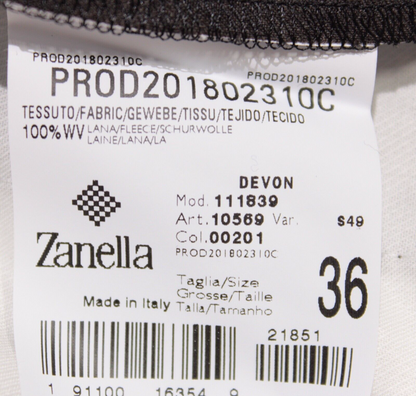 PROD201802310C PROD201802310C
PROD201802310C
TESSUTO/FABRIC/GEWEBE/TISSU/TEJIDO/TECIDO
100%WV LANA/FLEECE/SCHURWOLLE
LAINE/LANA/LA
DEVON
Mod. 111839
Art. 10569 Var. S49
Col. 00201
PROD201802310C
Zanella
Taglia/Size
Grosse/Taille
Talla/Tamanho
36
Made in Italy
21851
1 91100 16354 9